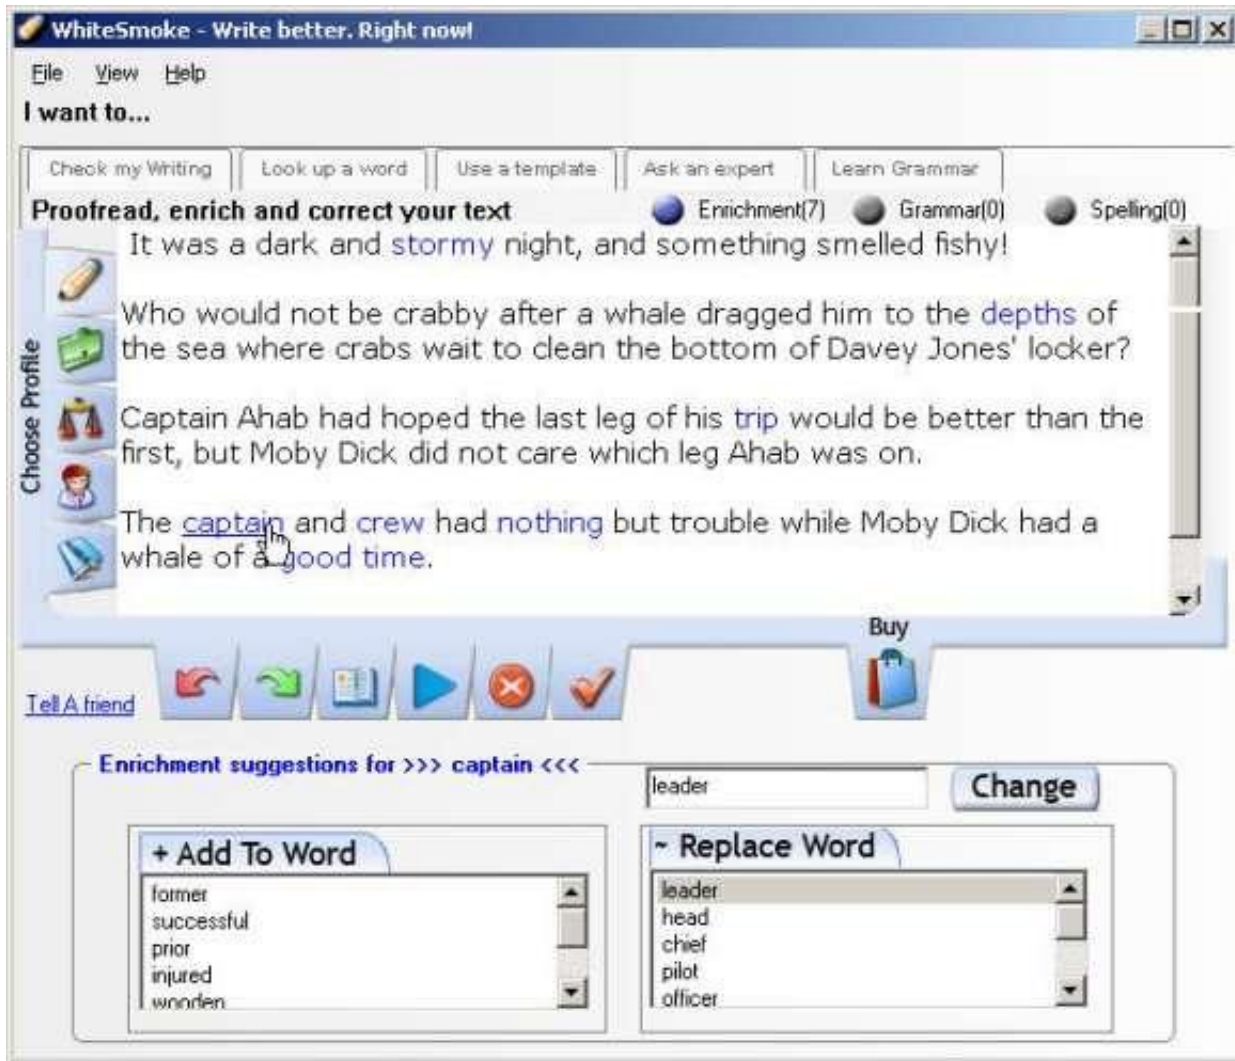 WhiteSmoke - Write better. Right now!
File View Help
I want to...
Check my Writing Look up a word Use a template Ask an expert Learn Grammar
Proofread, enrich and correct your text Enrichment(7) Grammar(0) Spelling(0)
It was a dark and stormy night, and something smelled fishy!
Who would not be crabby after a whale dragged him to the depths of
the sea where crabs wait to clean the bottom of Davey Jones' locker?
Captain Ahab had hoped the last leg of his trip would be better than the
first, but Moby Dick did not care which leg Ahab was on.
The captain and crew had nothing but trouble while Moby Dick had a
whale of a good time.
Choose Profile
Buy
Tell A friend
Enrichment suggestions for >>> captain <<<
leader Change
+ Add To Word
former
successful
prior
injured
wooden
~ Replace Word
leader
head
chief
pilot
officer